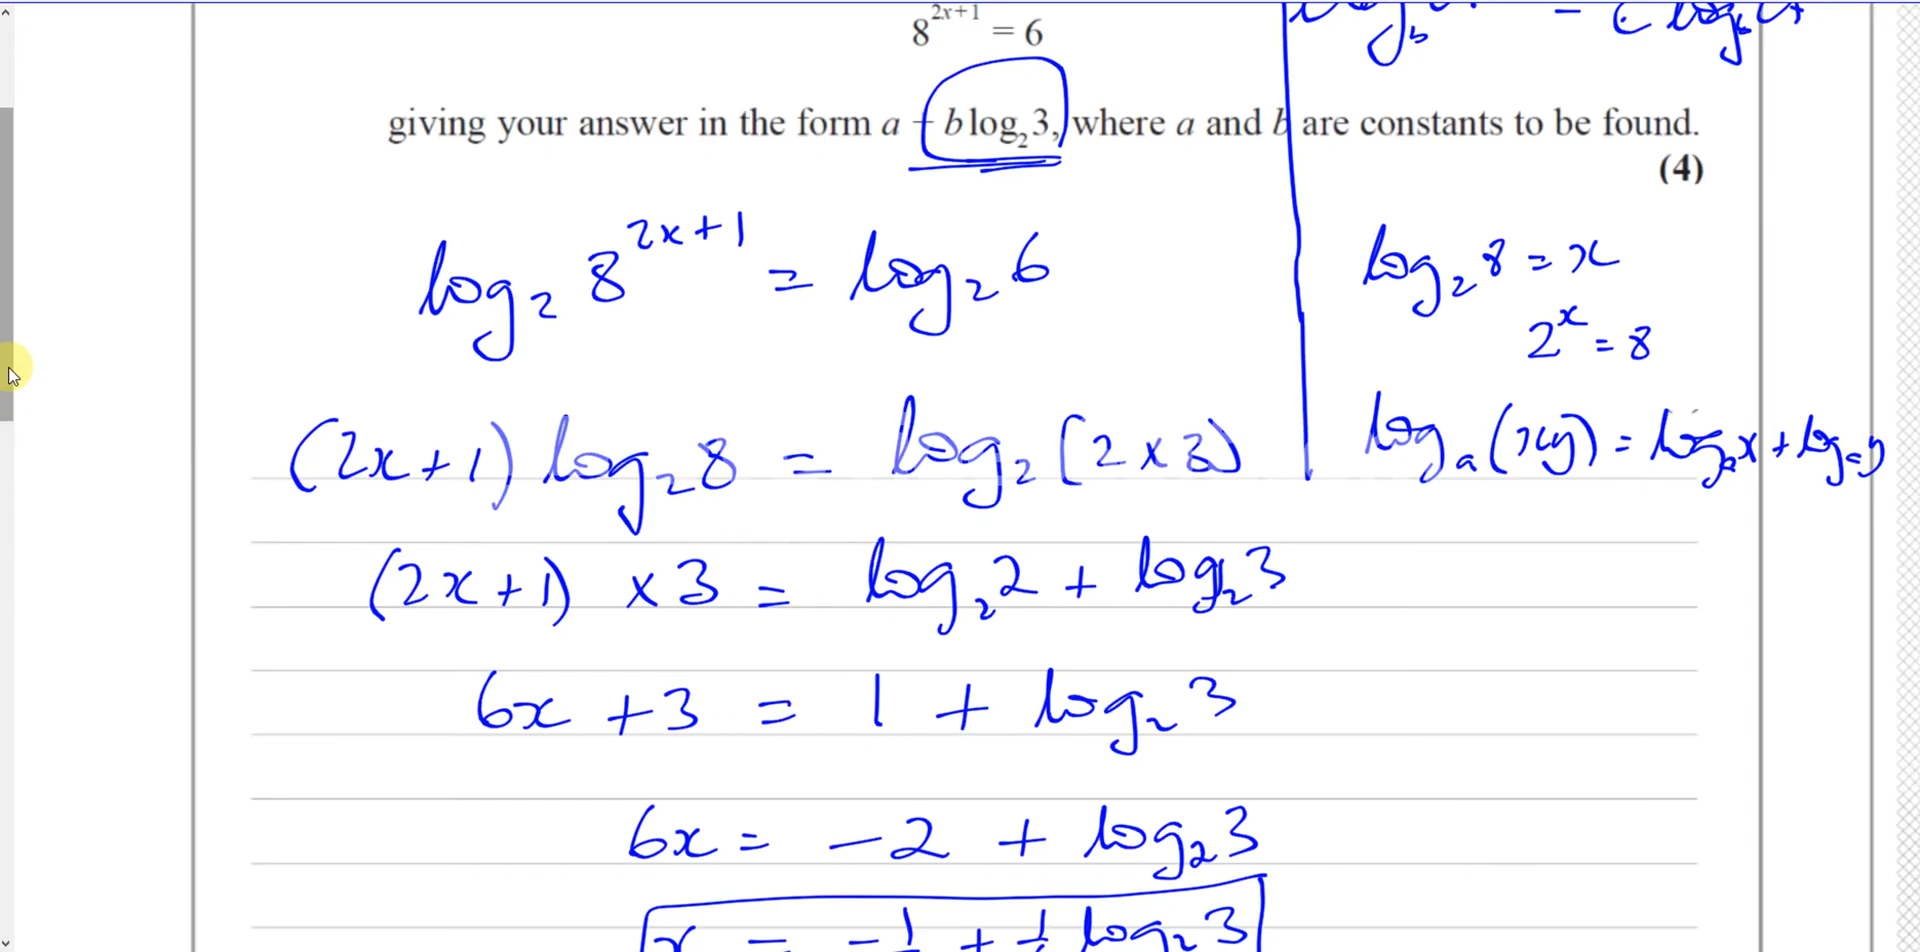 8^{2x+1} = 6
giving your answer in the form a + b log₂ 3, where a and b are constants to be found.
(4)
log₂ 8^{2x+1} = log₂ 6
(2x+1) log₂ 8 = log₂ (2 × 3)
(2x+1) × 3 = log₂ 2 + log₂ 3
6x + 3 = 1 + log₂ 3
6x = -2 + log₂ 3
x = log₂ 3
log₂ 8 = x
2^x = 8
logₐ (xy) = logₐ x + logₐ y